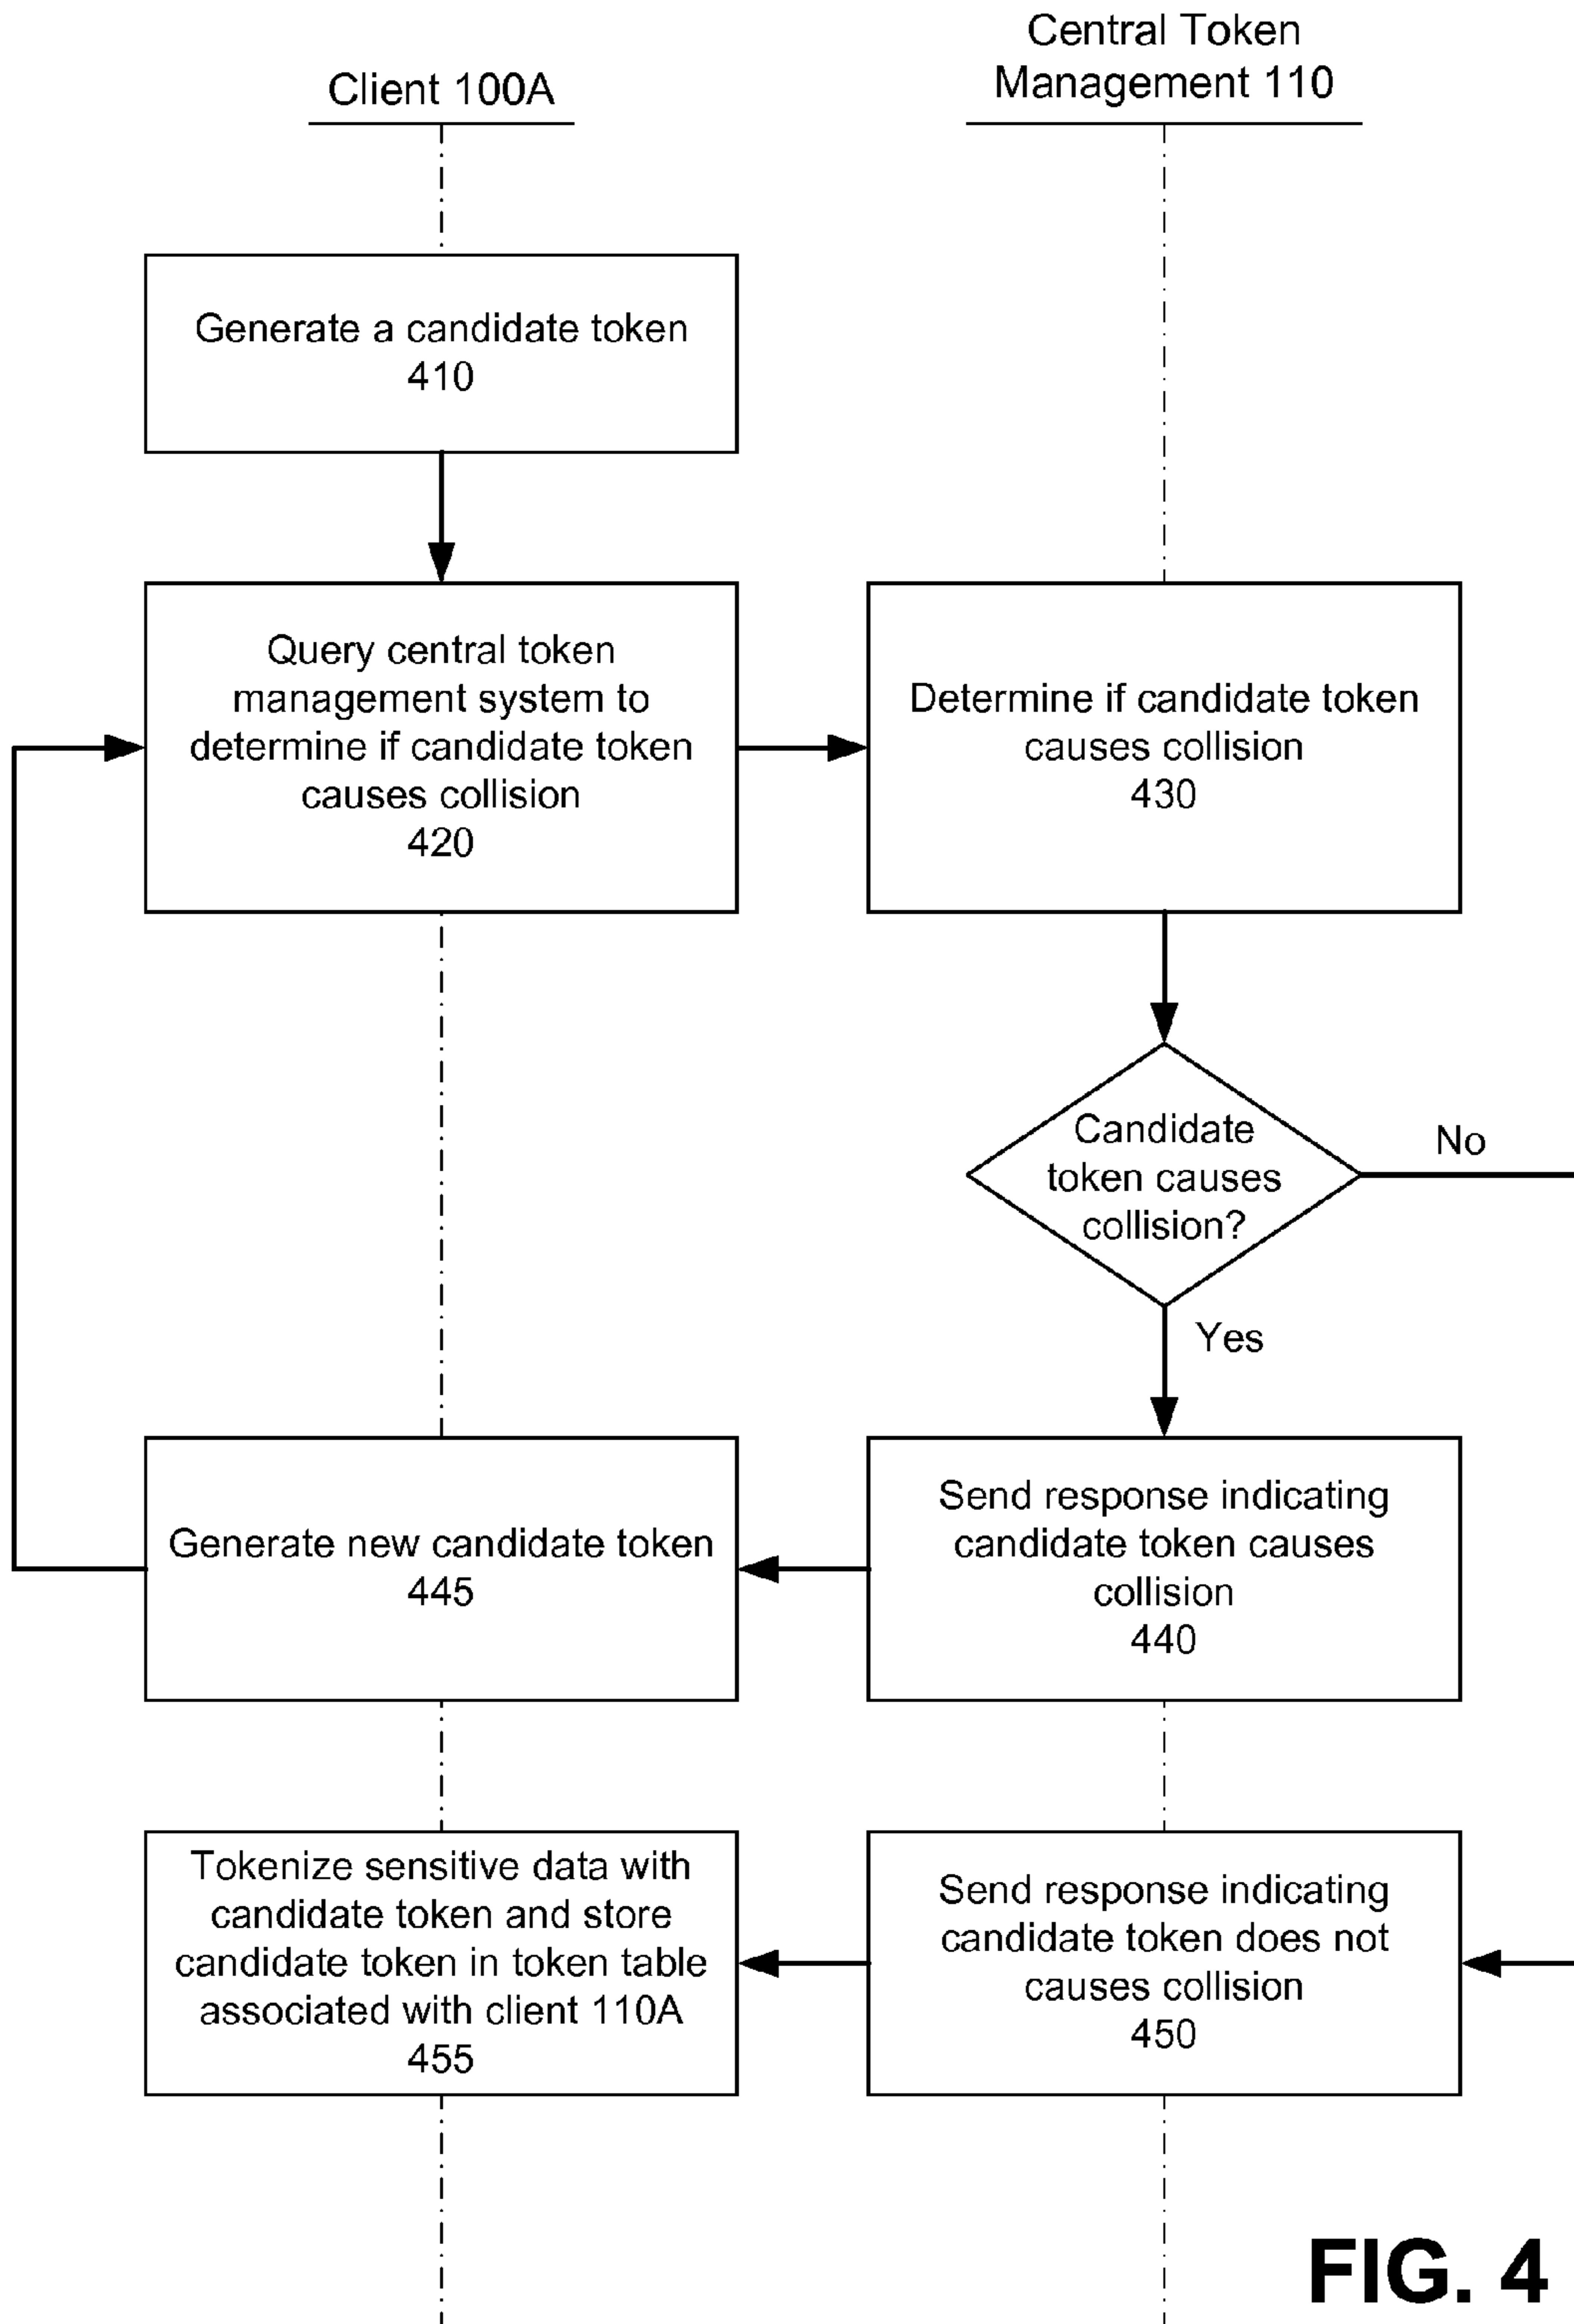 Client 100A
Central Token
Management 110
Generate a candidate token
410
Query central token
management system to
determine if candidate token
causes collision
420
Determine if candidate token
causes collision
430
Candidate
token causes
collision?
No
Yes
Send response indicating
candidate token causes
collision
440
Generate new candidate token
445
Tokenize sensitive data with
candidate token and store
candidate token in token table
associated with client 110A
455
Send response indicating
candidate token does not
causes collision
450
FIG. 4